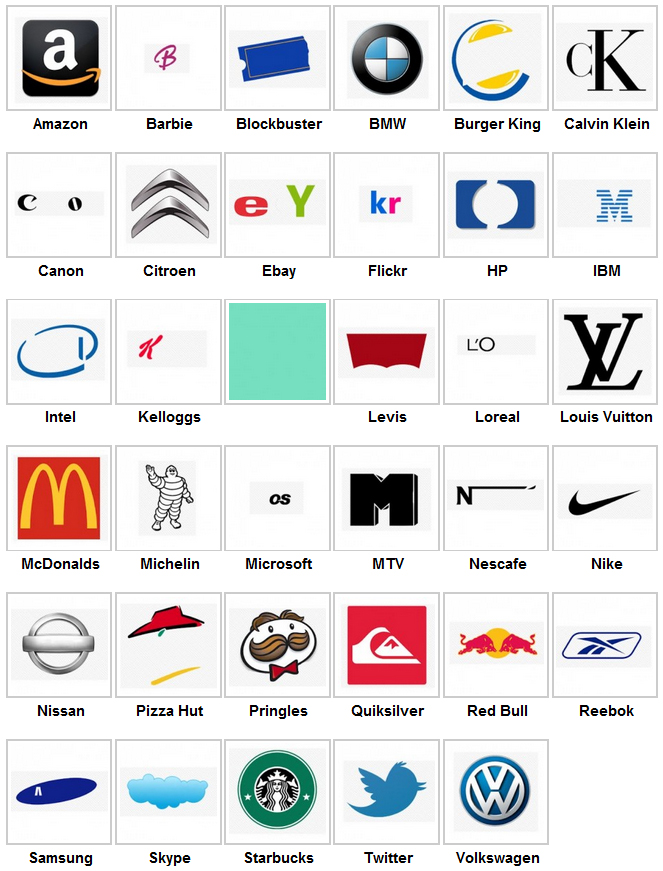 a
B
Amazon Barbie Blockbuster BMW Burger King Calvin Klein
CK
C o
e Y
kr
M
Canon Citroen Ebay Flickr HP IBM
K
L'O
LV
Intel Kelloggs Levis Loreal Louis Vuitton
M
os
M
N
McDonalds Michelin Microsoft MTV Nescafe Nike
Nissan Pizza Hut Pringles Quiksilver Red Bull Reebok
Λ
VW
Samsung Skype Starbucks Twitter Volkswagen